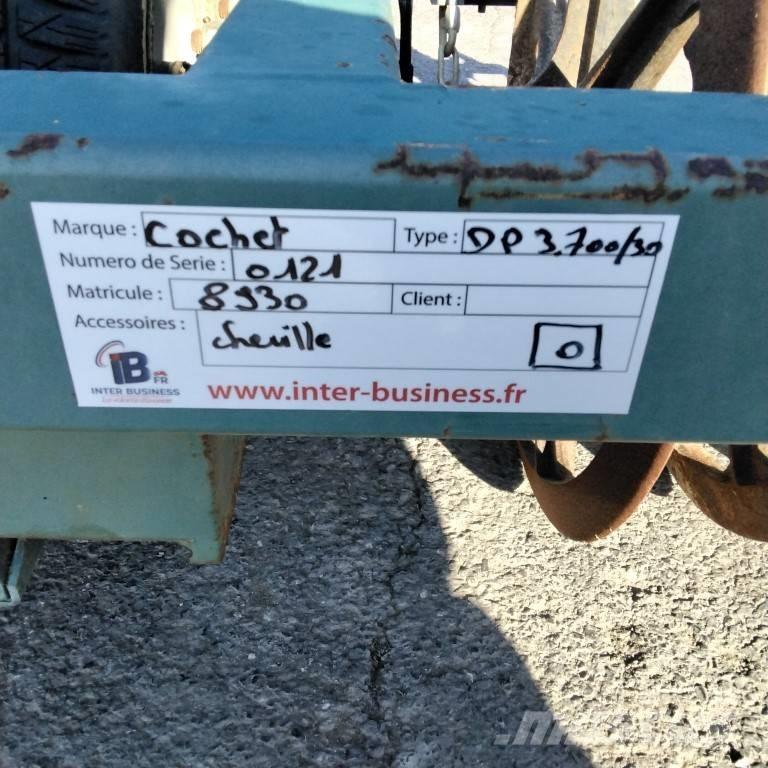 Marque : Cochet Type : DP 3.700/30
Numero de Serie : 0121
Matricule : 8930 Client :
Accessoires : cheville
0
iB
FR
INTER BUSINESS
www.inter-business.fr